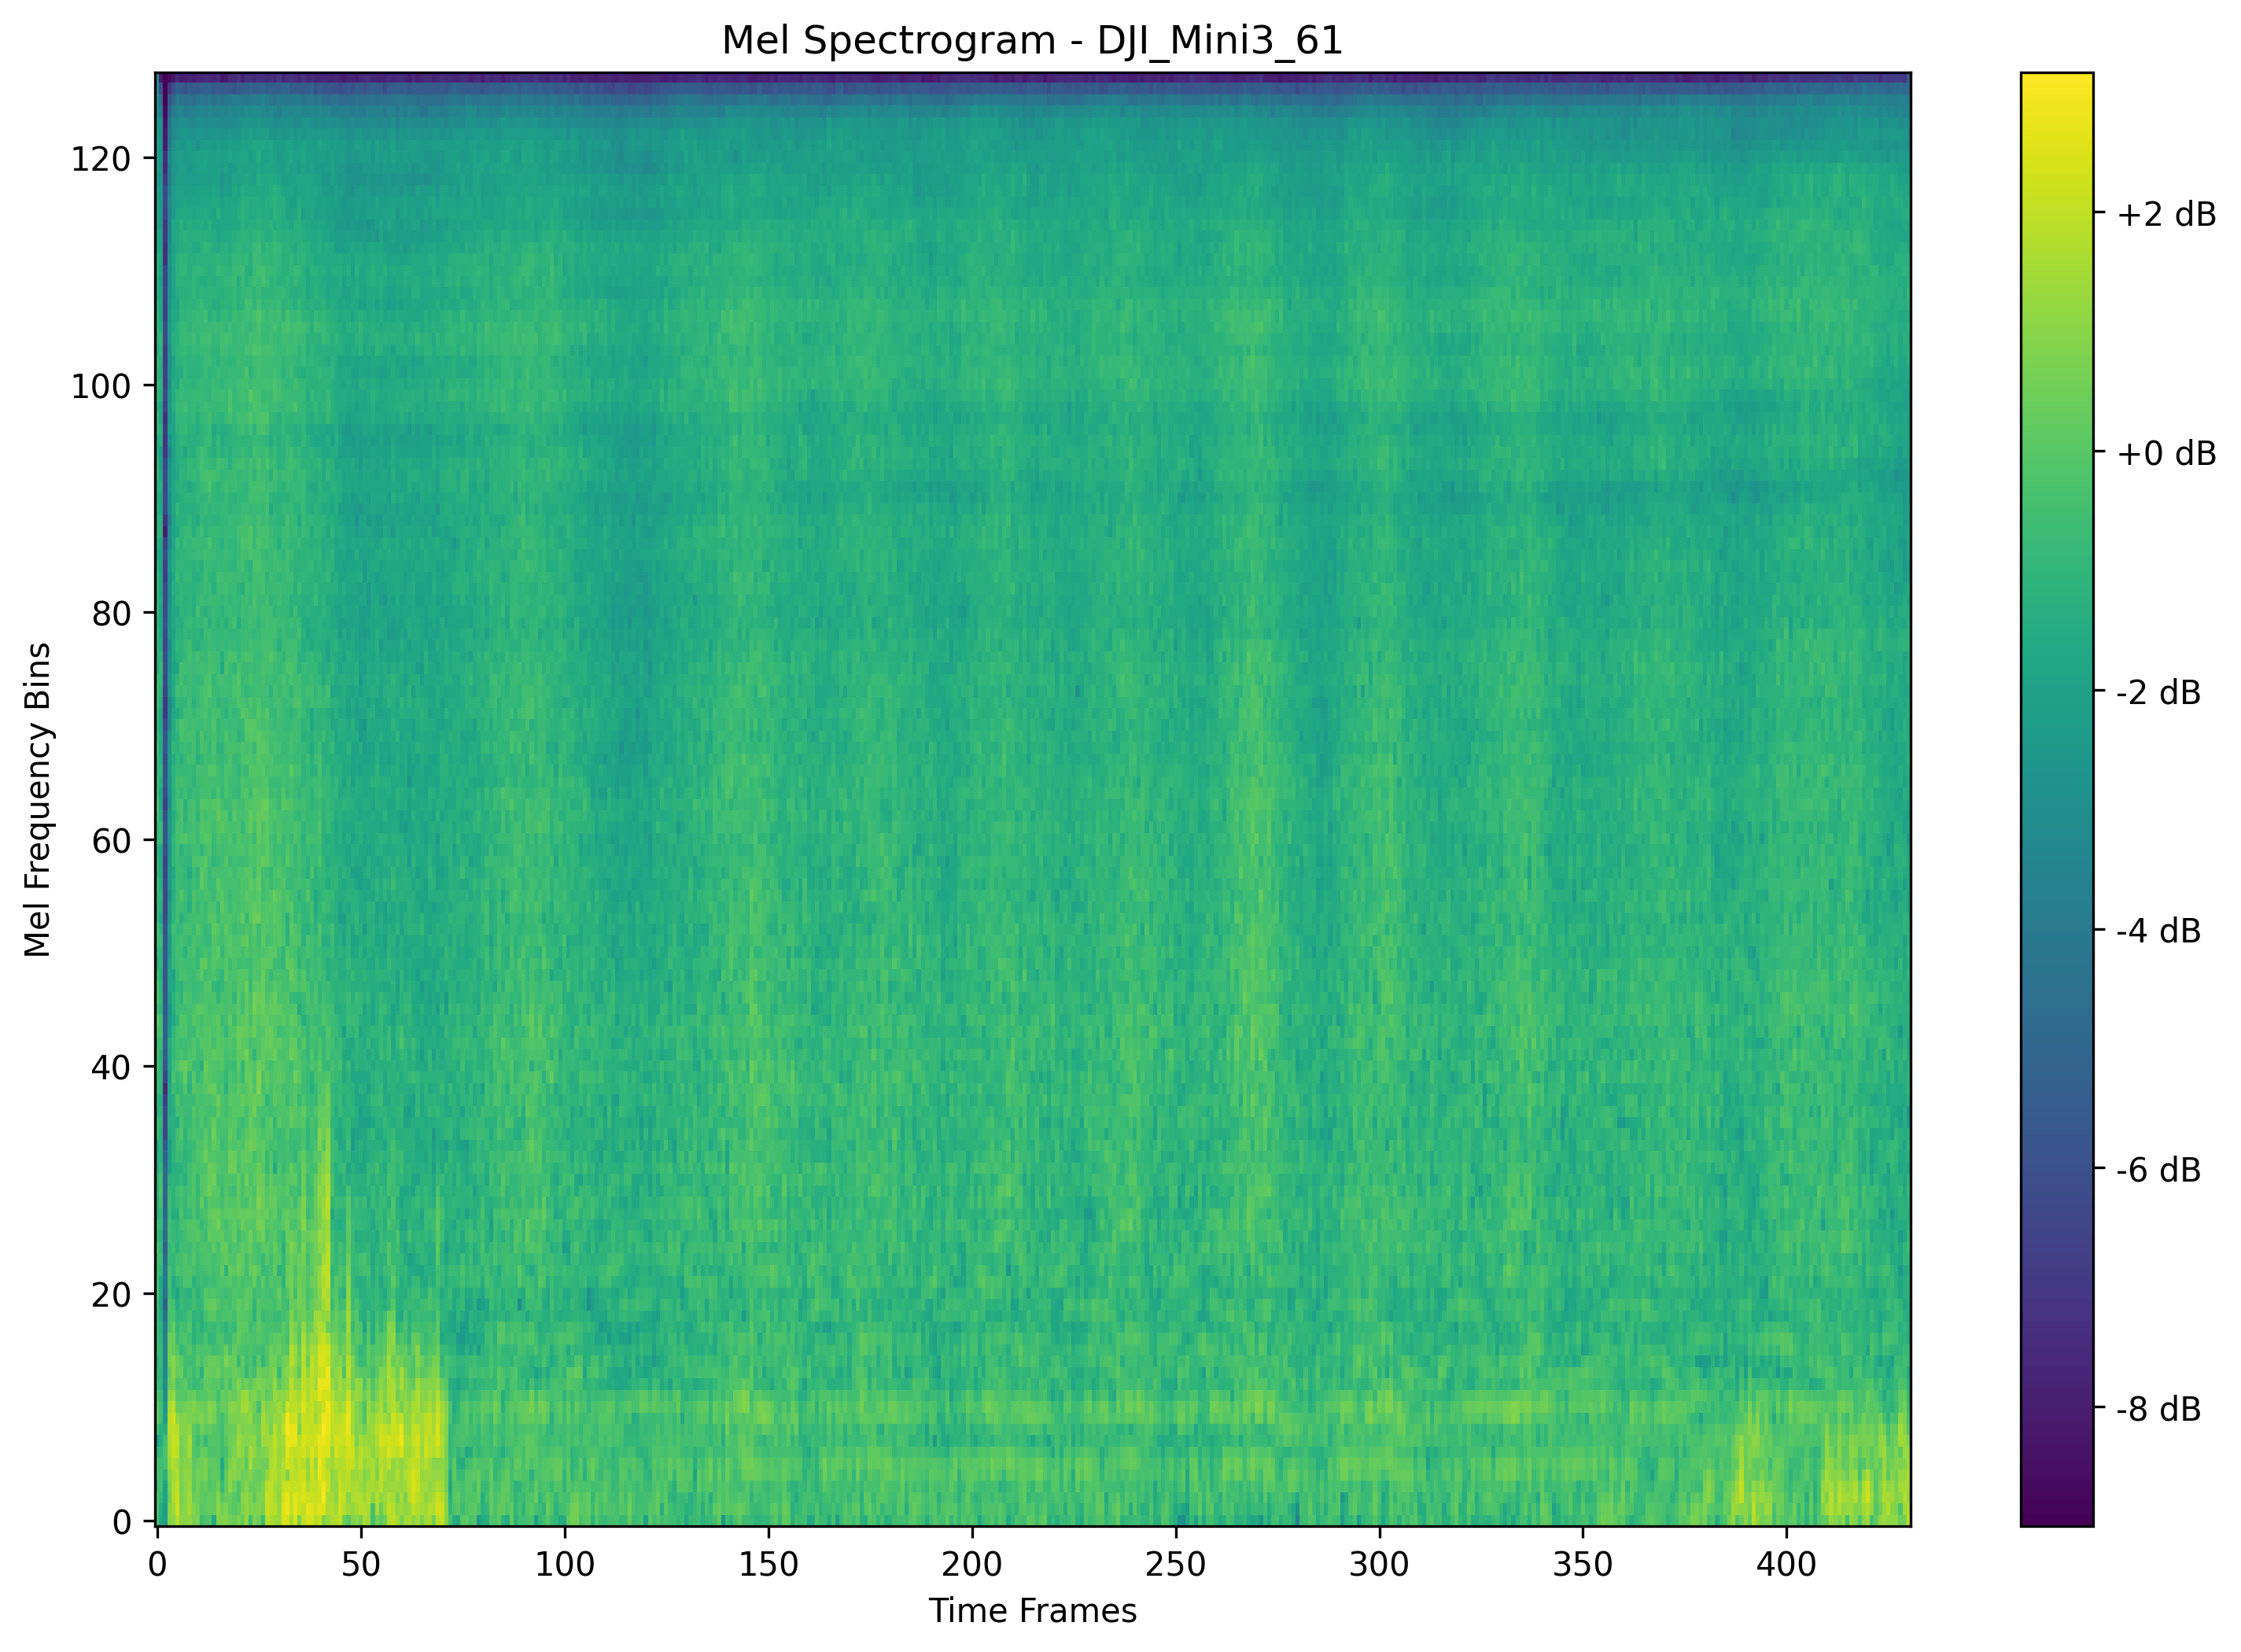 Mel Spectrogram - DJI_Mini3_61
Mel Frequency Bins
120
100
80
60
40
20
0
0 50 100 150 200 250 300 350 400
Time Frames
+2 dB
+0 dB
-2 dB
-4 dB
-6 dB
-8 dB